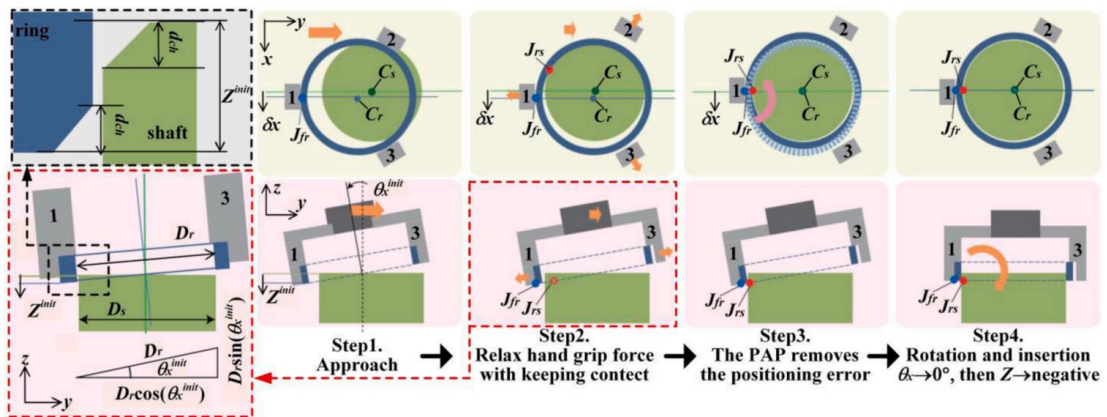 ring
d_ch
Z^init
d_ch
shaft
y
x
2
C_s
1
C_r
δx
J_fr
3
2
J_rs
C_s
1
C_r
δx
J_fr
3
2
J_rs
C_s
1
C_r
δx
J_fr
3
2
J_rs
C_s
1
C_r
J_fr
3
1
3
D_r
Z^init
D_s
D_r
θ_x^init
D_r cos(θ_x^init)
D_r sin(θ_x^init)
z
y
z
y
θ_x^init
1
3
Z^init
1
3
J_fr
J_rs
1
3
J_fr
J_rs
1
3
J_fr
J_rs
Step1.
Approach
Step2.
Relax hand grip force
with keeping contect
Step3.
The PAP removes
the positioning error
Step4.
Rotation and insertion
θ_x→0°, then Z→negative